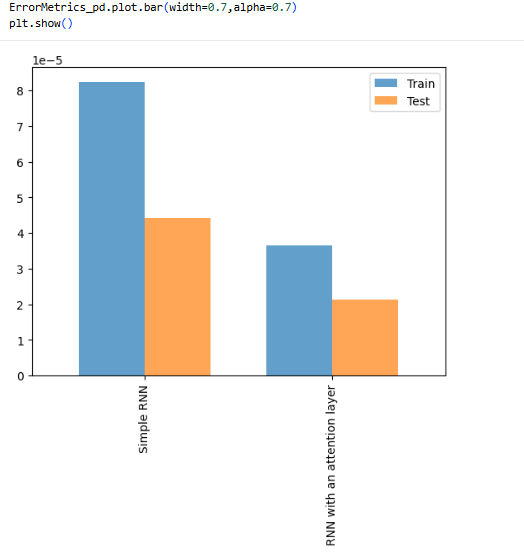 ErrorMetrics_pd.plot.bar(width=0.7,alpha=0.7)
plt.show()
1e−5
Train
Test
8
7
6
5
4
3
2
1
0
Simple RNN
RNN with an attention layer